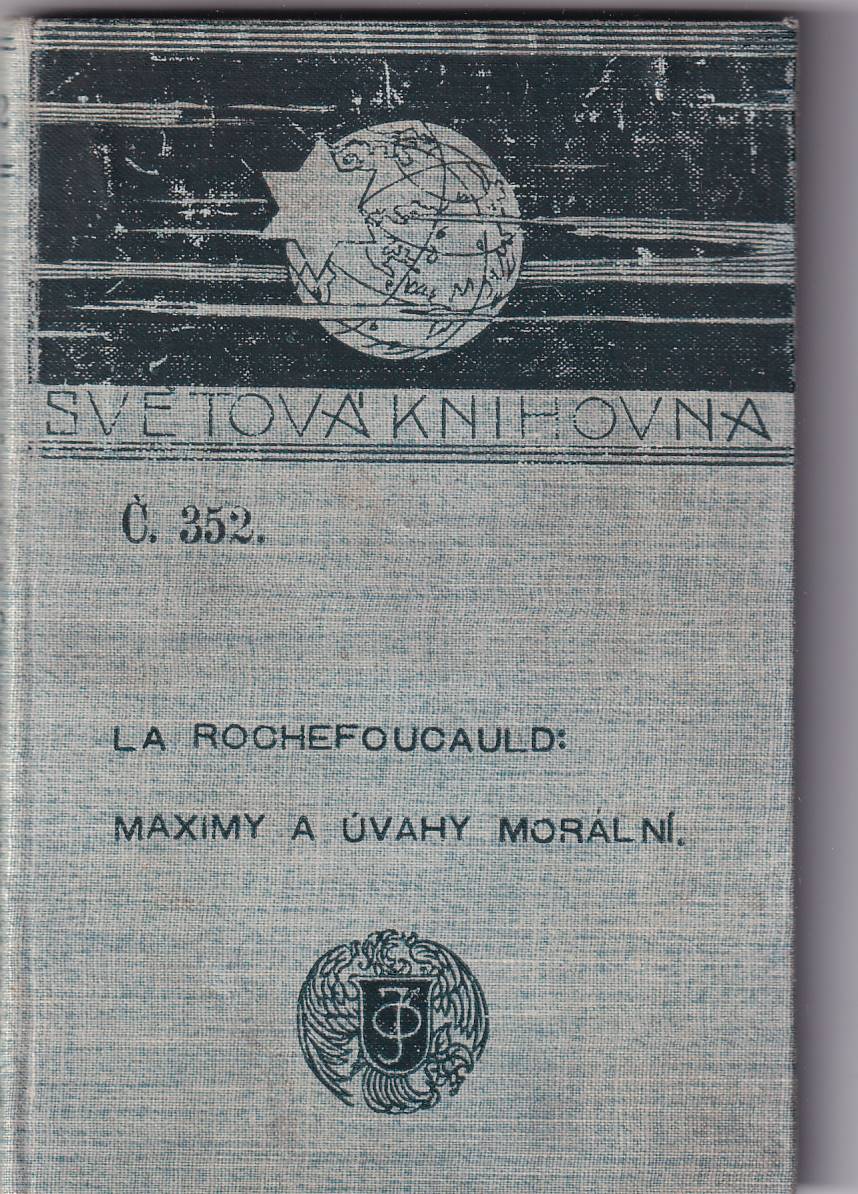 SVĚTOVÁ KNIHOVNA
Č. 352.
LA ROCHEFOUCAULD:
MAXIMY A ÚVAHY MORÁLNÍ.